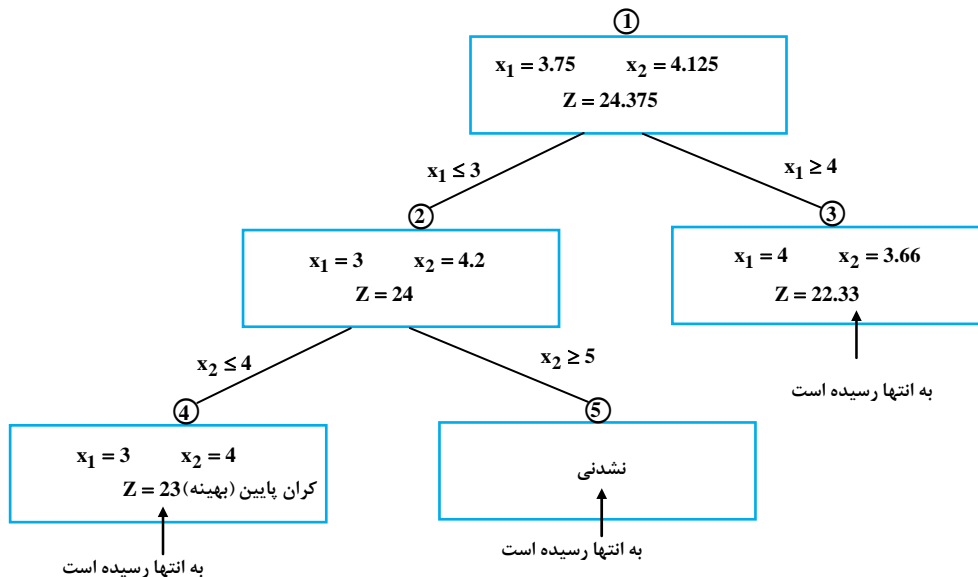 1
x1 = 3.75 x2 = 4.125
Z = 24.375
x1 ≤ 3
x1 ≥ 4
2
x1 = 3 x2 = 4.2
Z = 24
3
x1 = 4 x2 = 3.66
Z = 22.33
به انتها رسیده است
x2 ≤ 4
x2 ≥ 5
4
x1 = 3 x2 = 4
Z = 23 کران پایین (بهینه)
به انتها رسیده است
5
نشدنی
به انتها رسیده است